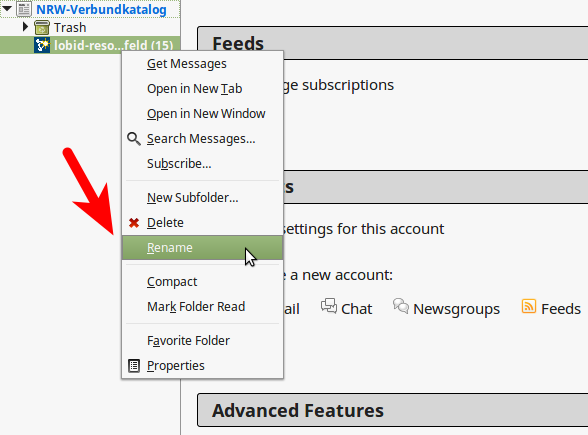 NRW-Verbundkatalog
Trash
lobid-reso...feld (15)
Get Messages
Open in New Tab
Open in New Window
Search Messages...
Subscribe...
New Subfolder...
Delete
Rename
Compact
Mark Folder Read
Favorite Folder
Properties
Feeds
ge subscriptions
s
settings for this account
e a new account:
ail
Chat
Newsgroups
Feeds
Advanced Features